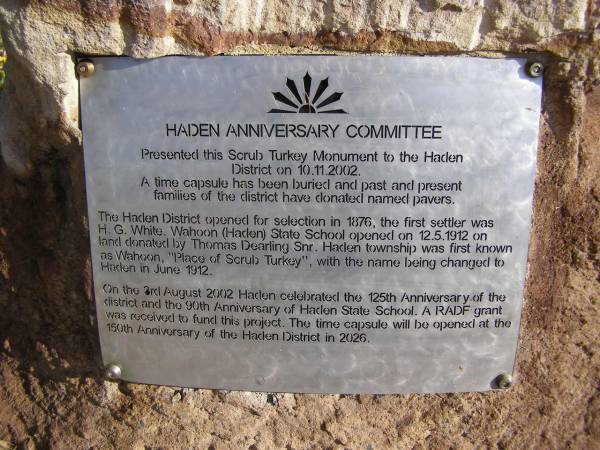 HADEN ANNIVERSARY COMMITTEE
Presented this Scrub Turkey Monument to the Haden
District on 10.11.2002.
A time capsule has been buried and past and present
families of the district have donated named pavers.
The Haden District opened for selection in 1876, the first settler was
H. G. White. Wahoon (Haden) State School opened on 12.5.1912 on
land donated by Thomas Dearling Snr. Haden township was first known
as Wahoon, "Place of Scrub Turkey", with the name being changed to
Haden in June 1912.
On the 3rd August 2002 Haden celebrated the 125th Anniversary of the
district and the 90th Anniversary of Haden State School. A RADF grant
was received to fund this project. The time capsule will be opened at the
150th Anniversary of the Haden District in 2026.